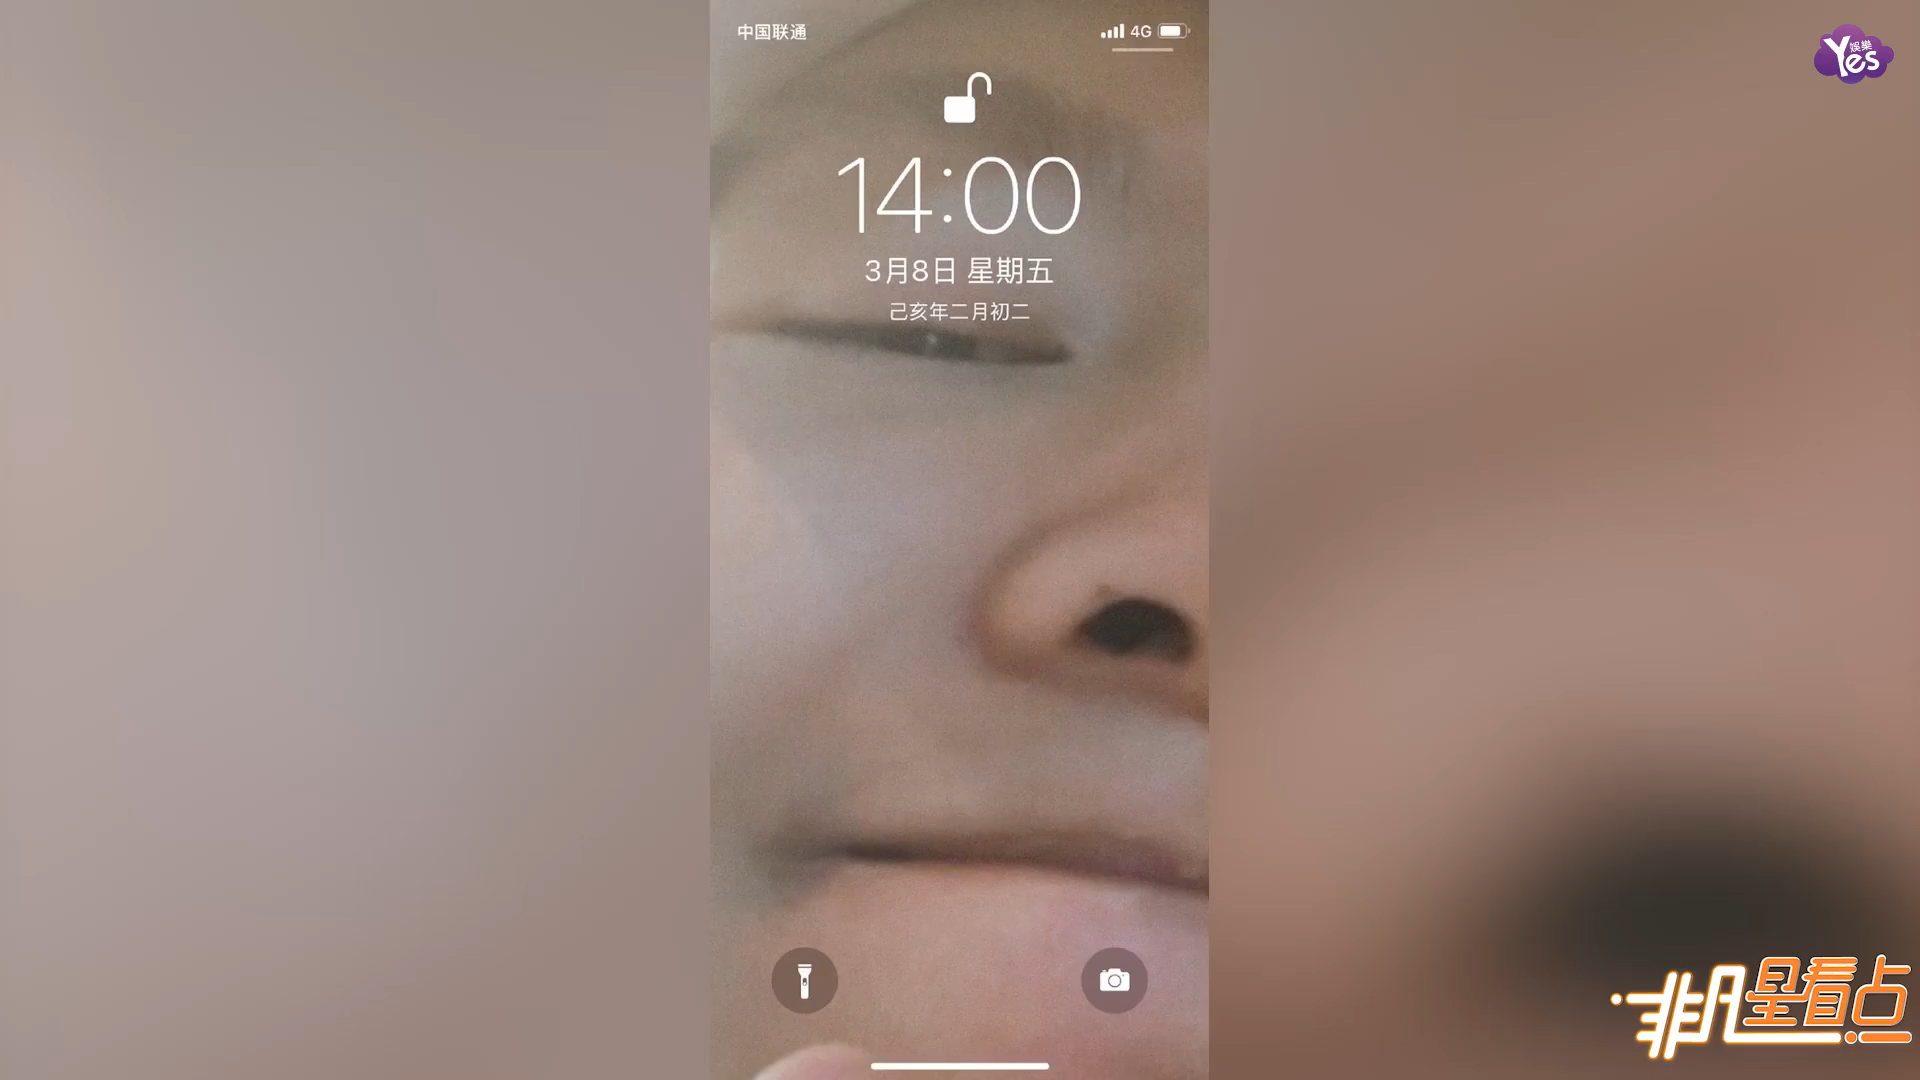 中国联通
4G
娛樂
Yes
14:00
3月8日 星期五
己亥年二月初二
非凡星看点